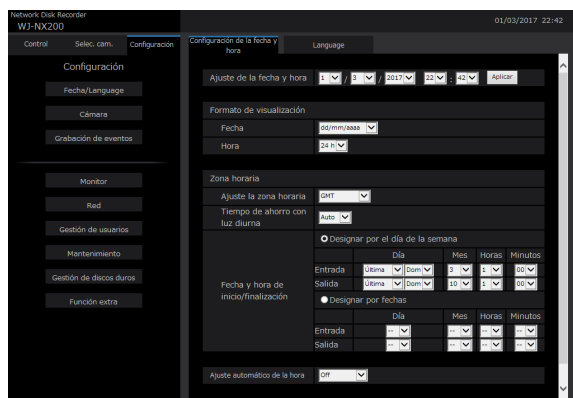 Network Disk Recorder
WJ-NX200
01/03/2017 22:42
Control Selec. cam. Configuración
Configuración de la fecha y hora
Language
Configuración
Fecha/Language
Cámara
Grabación de eventos
Monitor
Red
Gestión de usuarios
Mantenimiento
Gestión de discos duros
Función extra
Ajuste de la fecha y hora 1 / 3 / 2017 22 : 42 Aplicar
Formato de visualización
Fecha dd/mm/aaaa
Hora 24 h
Zona horaria
Ajuste la zona horaria GMT
Tiempo de ahorro con
luz diurna Auto
Fecha y hora de
inicio/finalización
Designar por el día de la semana
Día Mes Horas Minutos
Entrada Última Dom 3 1 00
Salida Última Dom 10 1 00
Designar por fechas
Día Mes Horas Minutos
Entrada -- -- -- --
Salida -- -- -- --
Ajuste automático de la hora Off